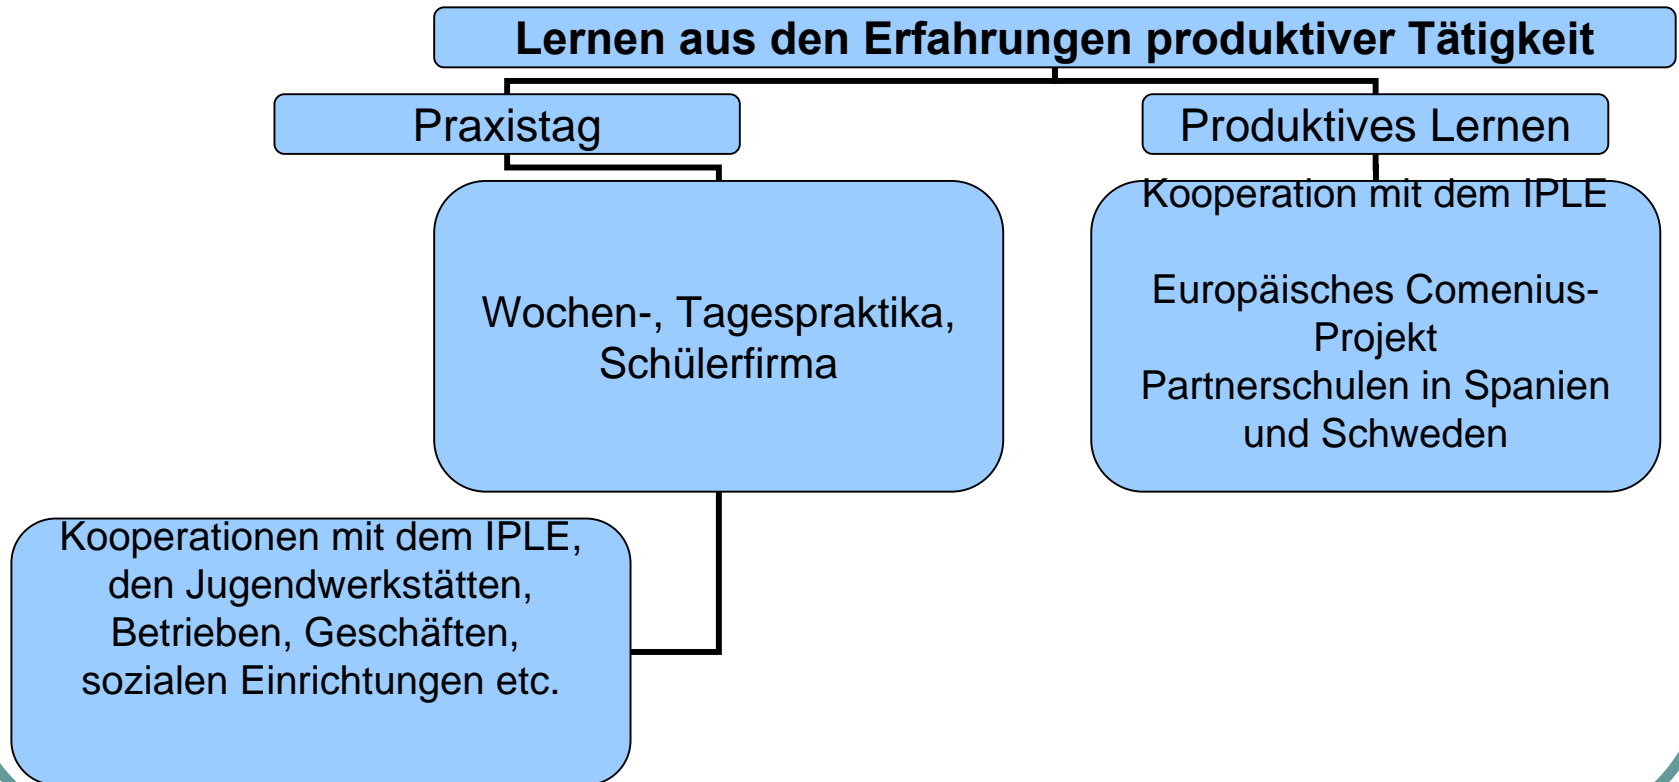 Lernen aus den Erfahrungen produktiver Tätigkeit
Praxistag
Produktives Lernen
Wochen-, Tagespraktika,
Schülerfirma
Kooperation mit dem IPLE
Europäisches Comenius-
Projekt
Partnerschulen in Spanien
und Schweden
Kooperationen mit dem IPLE,
den Jugendwerkstätten,
Betrieben, Geschäften,
sozialen Einrichtungen etc.